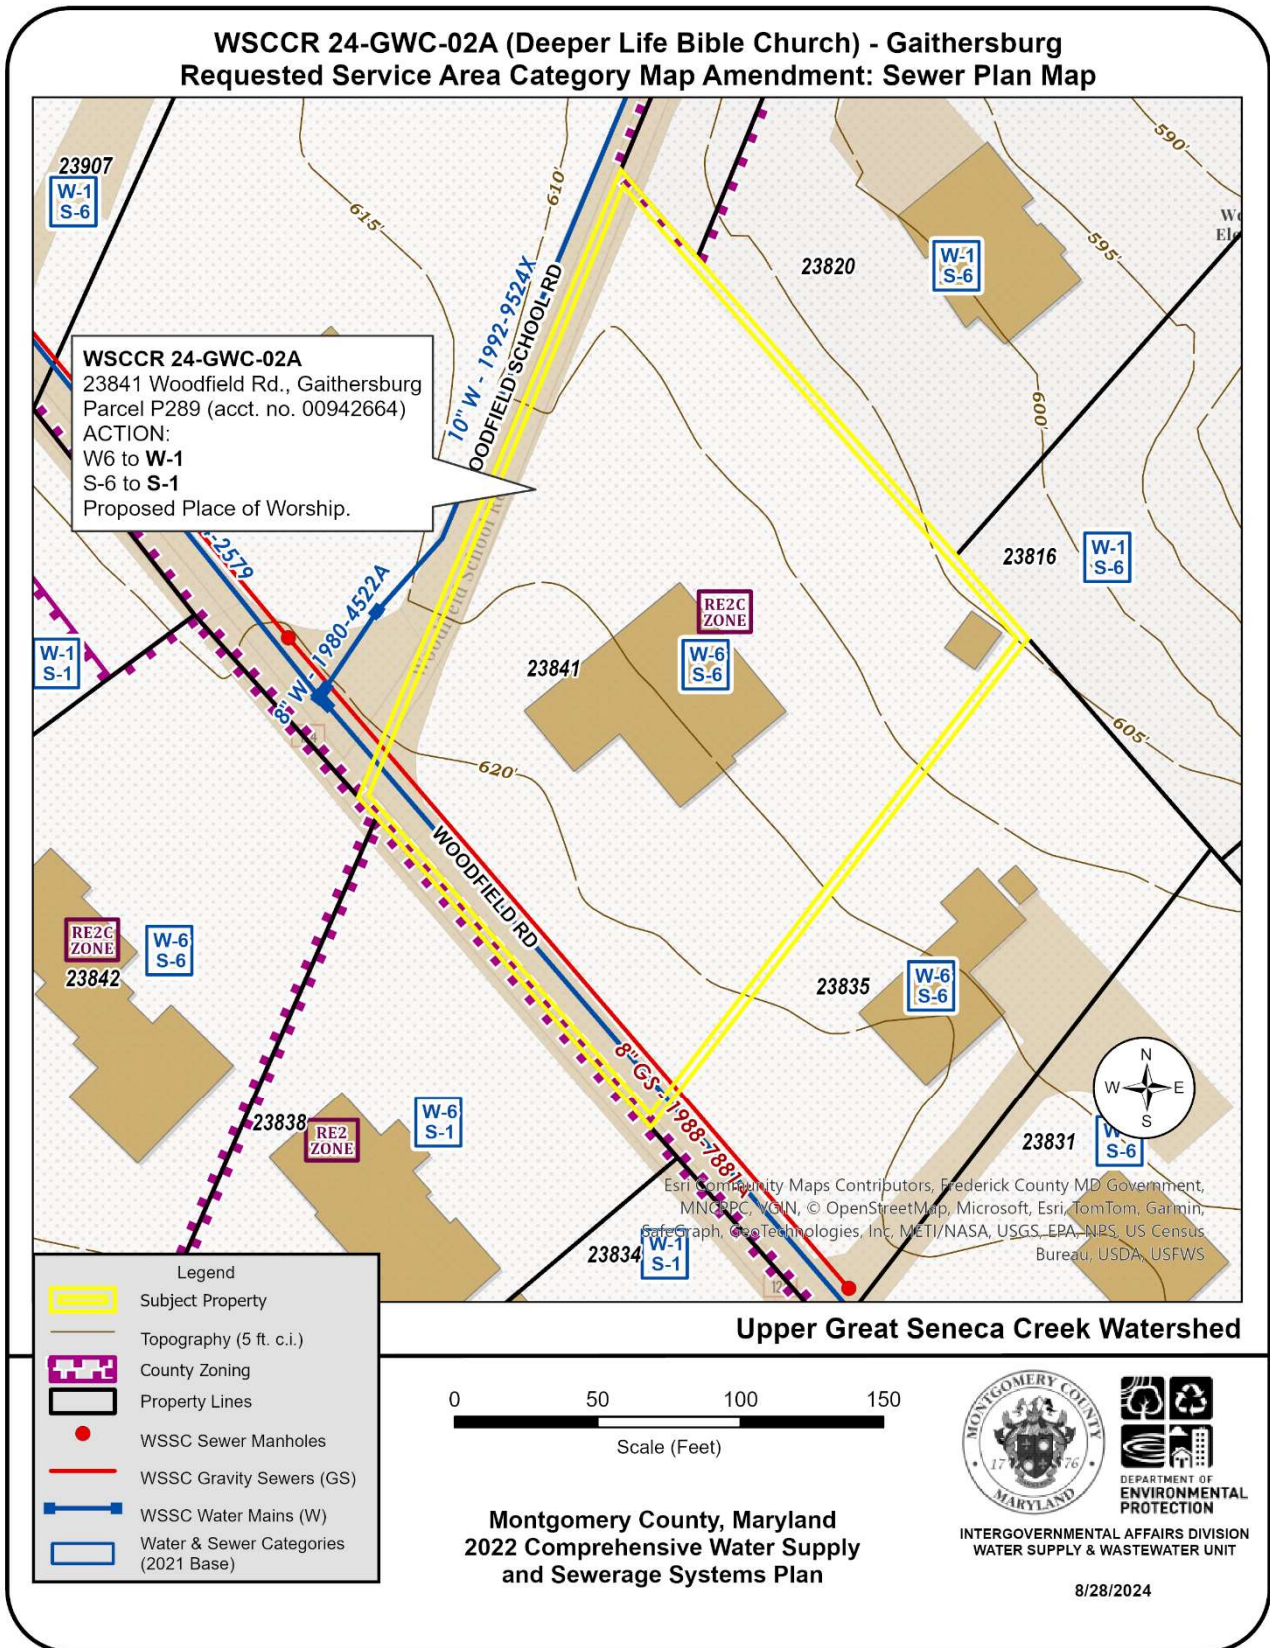 WSCCR 24-GWC-02A (Deeper Life Bible Church) - Gaithersburg
Requested Service Area Category Map Amendment: Sewer Plan Map
23907
W-1
S-6
615'
610'
590'
595'
600'
605'
620'
23820
W-1
S-6
WSCCR 24-GWC-02A
23841 Woodfield Rd., Gaithersburg
Parcel P289 (acct. no. 00942664)
ACTION:
W6 to W-1
S-6 to S-1
Proposed Place of Worship.
10" W - 1992-9524X
OODFIELD SCHOOL RD
Woodfield School
-2579
8" W - 1980-4522A
23816
W-1
S-6
W-1
S-1
RE2C
ZONE
23841
W-6
S-6
WOODFIELD RD
RE2C
ZONE
23842
W-6
S-6
23835
W-6
S-6
8" GS - 1988-7881
23838
RE2
ZONE
W-6
S-1
N
W E
S
23831
W
S-6
23834
W-1
S-1
12
Esri Community Maps Contributors, Frederick County MD Government,
MNCPPC, VGIN, © OpenStreetMap, Microsoft, Esri, TomTom, Garmin,
SafeGraph, GeoTechnologies, Inc, METI/NASA, USGS, EPA, NPS, US Census
Bureau, USDA, USFWS
Upper Great Seneca Creek Watershed
Legend
Subject Property
Topography (5 ft. c.i.)
County Zoning
Property Lines
WSSC Sewer Manholes
WSSC Gravity Sewers (GS)
WSSC Water Mains (W)
Water & Sewer Categories
(2021 Base)
0 50 100 150
Scale (Feet)
Montgomery County, Maryland
2022 Comprehensive Water Supply
and Sewerage Systems Plan
MONTGOMERY COUNTY
17 76
MARYLAND
DEPARTMENT OF
ENVIRONMENTAL
PROTECTION
INTERGOVERNMENTAL AFFAIRS DIVISION
WATER SUPPLY & WASTEWATER UNIT
8/28/2024